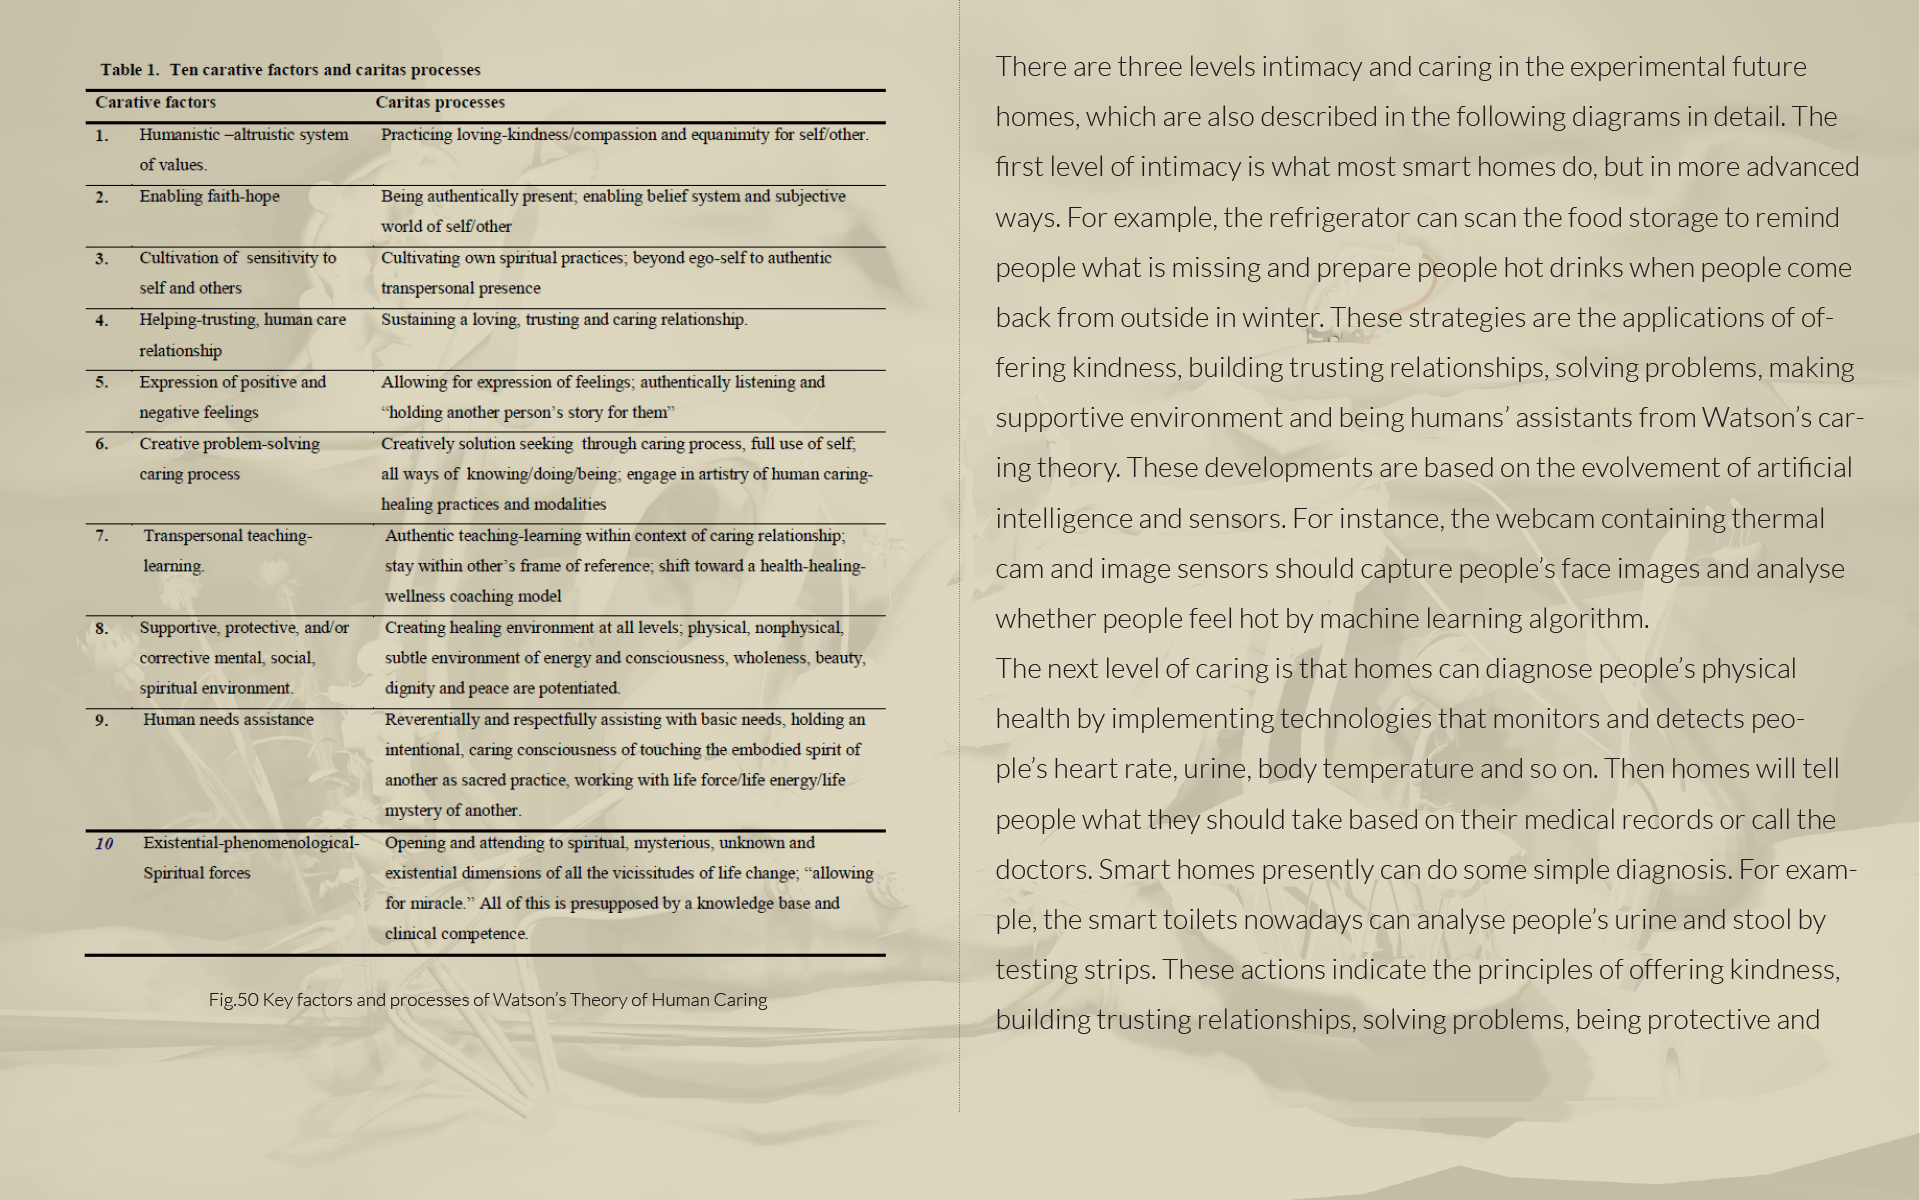 Table 1. Ten carative factors and caritas processes
Carative factors Caritas processes
1. Humanistic –altruistic system Practicing loving-kindness/compassion and equanimity for self/other.
of values.
2. Enabling faith-hope Being authentically present; enabling belief system and subjective
world of self/other
3. Cultivation of sensitivity to Cultivating own spiritual practices; beyond ego-self to authentic
self and others transpersonal presence
4. Helping-trusting, human care Sustaining a loving, trusting and caring relationship.
relationship
5. Expression of positive and Allowing for expression of feelings; authentically listening and
negative feelings “holding another person’s story for them”
6. Creative problem-solving Creatively solution seeking through caring process, full use of self;
caring process all ways of knowing/doing/being; engage in artistry of human caring-
healing practices and modalities
7. Transpersonal teaching- Authentic teaching-learning within context of caring relationship;
learning. stay within other’s frame of reference; shift toward a health-healing-
wellness coaching model
8. Supportive, protective, and/or Creating healing environment at all levels; physical, nonphysical,
corrective mental, social, subtle environment of energy and consciousness, wholeness, beauty,
spiritual environment. dignity and peace are potentiated.
9. Human needs assistance Reverentially and respectfully assisting with basic needs, holding an
intentional, caring consciousness of touching the embodied spirit of
another as sacred practice, working with life force/life energy/life
mystery of another.
10 Existential-phenomenological- Opening and attending to spiritual, mysterious, unknown and
Spiritual forces existential dimensions of all the vicissitudes of life change; “allowing
for miracle.” All of this is presupposed by a knowledge base and
clinical competence.
Fig.50 Key factors and processes of Watson’s Theory of Human Caring
There are three levels intimacy and caring in the experimental future
homes, which are also described in the following diagrams in detail. The
first level of intimacy is what most smart homes do, but in more advanced
ways. For example, the refrigerator can scan the food storage to remind
people what is missing and prepare people hot drinks when people come
back from outside in winter. These strategies are the applications of of-
fering kindness, building trusting relationships, solving problems, making
supportive environment and being humans’ assistants from Watson’s car-
ing theory. These developments are based on the evolvement of artificial
intelligence and sensors. For instance, the webcam containing thermal
cam and image sensors should capture people’s face images and analyse
whether people feel hot by machine learning algorithm.
The next level of caring is that homes can diagnose people’s physical
health by implementing technologies that monitors and detects peo-
ple’s heart rate, urine, body temperature and so on. Then homes will tell
people what they should take based on their medical records or call the
doctors. Smart homes presently can do some simple diagnosis. For exam-
ple, the smart toilets nowadays can analyse people’s urine and stool by
testing strips. These actions indicate the principles of offering kindness,
building trusting relationships, solving problems, being protective and